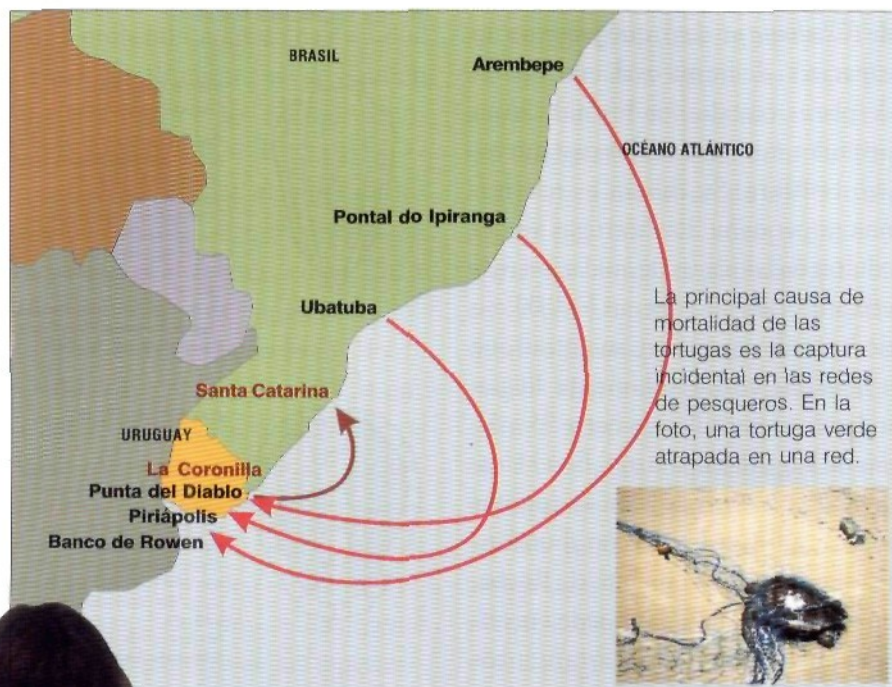 BRASIL
Arembepe
OCÉANO ATLÁNTICO
Pontal do Ipiranga
Ubatuba
La principal causa de
mortalidad de las
tortugas es la captura
incidental en las redes
de pesqueros. En la
foto, una tortuga verde
atrapada en una red.
Santa Catarina
URUGUAY
La Coronilla
Punta del Diablo
Piriápolis
Banco de Rowen